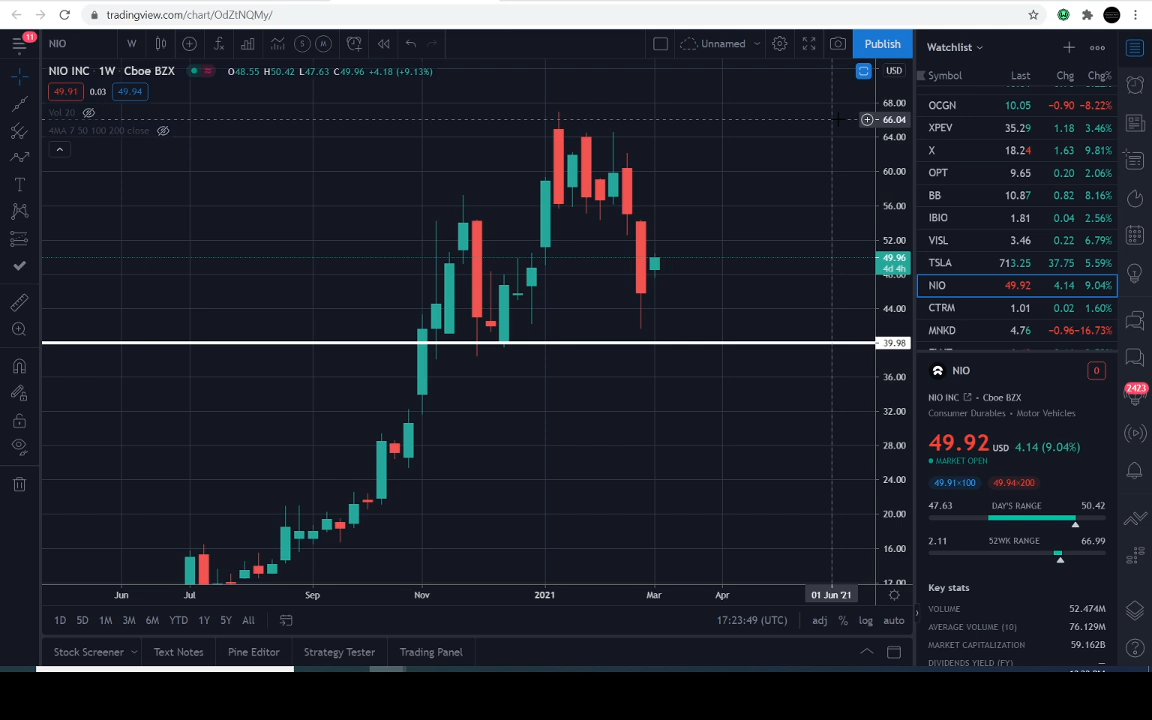 tradingview.com/chart/OdZtNQMy/
11
NIO
W
S
M
Unnamed
Publish
NIO INC · 1W · Cboe BZX
O48.55 H50.42 L47.63 C49.96 +4.18 (+9.13%)
49.91 0.03 49.94
Vol 20
4MA 7 50 100 200 close
USD
68.00
66.04
64.00
60.00
56.00
52.00
49.96
4d 4h
48.00
44.00
39.98
36.00
32.00
28.00
24.00
20.00
16.00
12.00
Jun
Jul
Sep
Nov
2021
Mar
Apr
01 Jun '21
1D 5D 1M 3M 6M YTD 1Y 5Y All
17:23:49 (UTC)
adj % log auto
Stock Screener
Text Notes
Pine Editor
Strategy Tester
Trading Panel
Watchlist
Symbol Last Chg Chg%
OCGN 10.05 −0.90 −8.22%
XPEV 35.29 1.18 3.46%
X 18.24 1.63 9.81%
OPT 9.65 0.20 2.06%
BB 10.87 0.82 8.16%
IBIO 1.81 0.04 2.56%
VISL 3.46 0.22 6.79%
TSLA 713.25 37.75 5.59%
NIO 49.92 4.14 9.04%
CTRM 1.01 0.02 1.60%
MNKD 4.76 −0.96 −16.73%
NIO
0
NIO INC · Cboe BZX
Consumer Durables • Motor Vehicles
49.92 USD 4.14 (9.04%)
MARKET OPEN
49.91×100 49.94×200
47.63 DAY'S RANGE 50.42
2.11 52WK RANGE 66.99
Key stats
VOLUME 52.474M
AVERAGE VOLUME (10) 76.129M
MARKET CAPITALIZATION 59.162B
DIVIDENDS YIELD (FY) —
2423